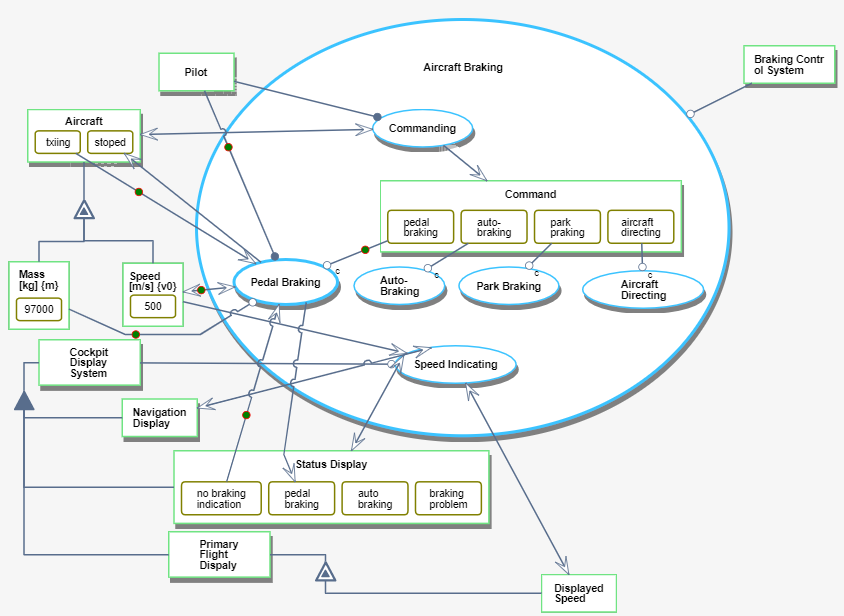 Aircraft Braking
Braking Contr
ol System
Pilot
Aircraft
txiing
stoped
Commanding
Command
pedal
braking
auto-
braking
park
praking
aircraft
directing
c
c
c
c
Pedal Braking
Auto-
Braking
Park Braking
Aircraft
Directing
Mass
[kg] {m}
97000
Speed
[m/s] {v0}
500
Cockpit
Display
System
Speed Indicating
Navigation
Display
Status Display
no braking
indication
pedal
braking
auto
braking
braking
problem
Primary
Flight
Dispaly
Displayed
Speed